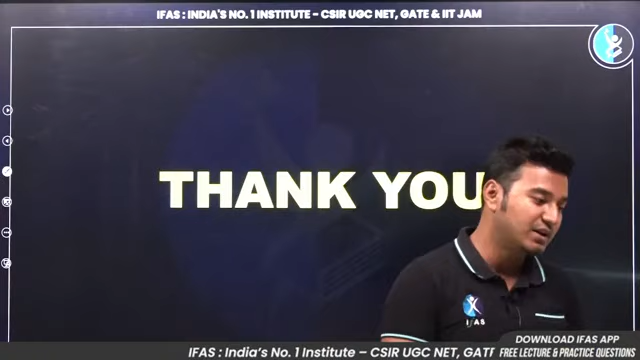 IFAS : INDIA'S NO. 1 INSTITUTE – CSIR UGC NET, GATE & IIT JAM
THANK YOU
IFAS
DOWNLOAD IFAS APP
IFAS : India's No. 1 Institute – CSIR UGC NET, GATE
FREE LECTURE & PRACTICE QUESTIONS